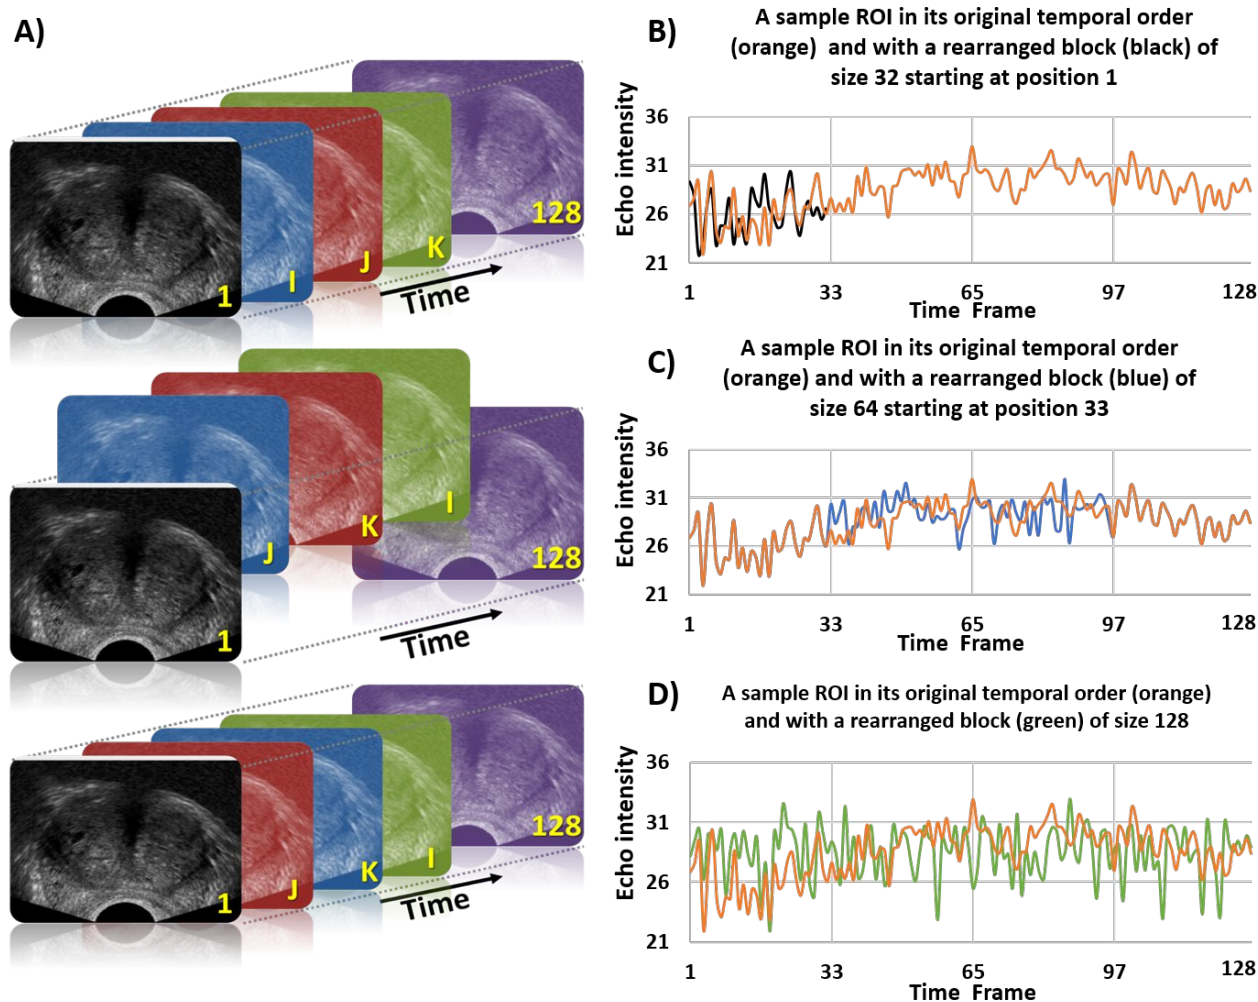 A)
1
I
J
K
128
Time
J
K
I
1
128
Time
1
J
K
I
128
Time
B)
A sample ROI in its original temporal order
(orange) and with a rearranged block (black) of
size 32 starting at position 1
Echo intensity
36
31
26
21
1 33 65 97 128
Time Frame
C)
A sample ROI in its original temporal order
(orange) and with a rearranged block (blue) of
size 64 starting at position 33
Echo intensity
36
31
26
21
1 33 65 97 128
Time Frame
D)
A sample ROI in its original temporal order (orange)
and with a rearranged block (green) of size 128
Echo intensity
36
31
26
21
1 33 65 97 128
Time Frame